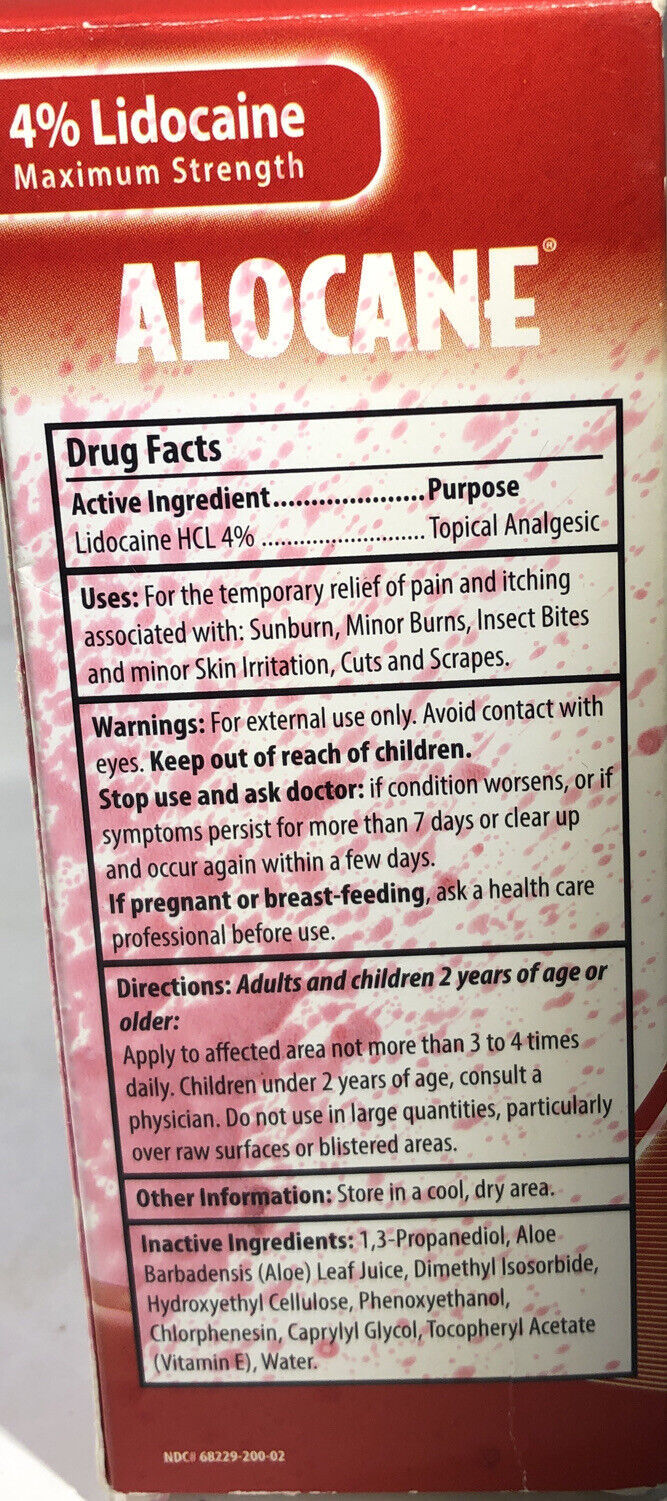 4% Lidocaine
Maximum Strength
ALOCANE®
Drug Facts
Active Ingredient....................Purpose
Lidocaine HCL 4% .......................... Topical Analgesic
Uses: For the temporary relief of pain and itching
associated with: Sunburn, Minor Burns, Insect Bites
and minor Skin Irritation, Cuts and Scrapes.
Warnings: For external use only. Avoid contact with
eyes. Keep out of reach of children.
Stop use and ask doctor: if condition worsens, or if
symptoms persist for more than 7 days or clear up
and occur again within a few days.
If pregnant or breast-feeding, ask a health care
professional before use.
Directions: Adults and children 2 years of age or
older:
Apply to affected area not more than 3 to 4 times
daily. Children under 2 years of age, consult a
physician. Do not use in large quantities, particularly
over raw surfaces or blistered areas.
Other Information: Store in a cool, dry area.
Inactive Ingredients: 1,3-Propanediol, Aloe
Barbadensis (Aloe) Leaf Juice, Dimethyl Isosorbide,
Hydroxyethyl Cellulose, Phenoxyethanol,
Chlorphenesin, Caprylyl Glycol, Tocopheryl Acetate
(Vitamin E), Water.
NDC# 68229-200-02